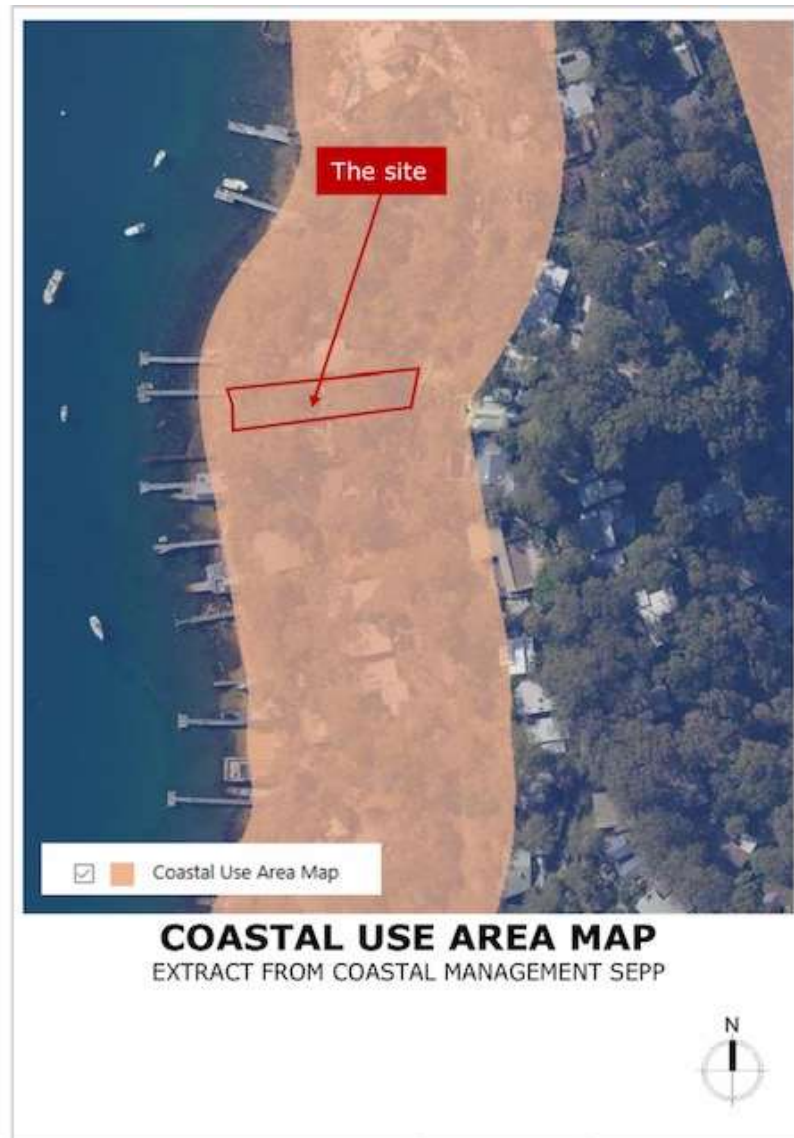 The site
Coastal Use Area Map
COASTAL USE AREA MAP
EXTRACT FROM COASTAL MANAGEMENT SEPP
N